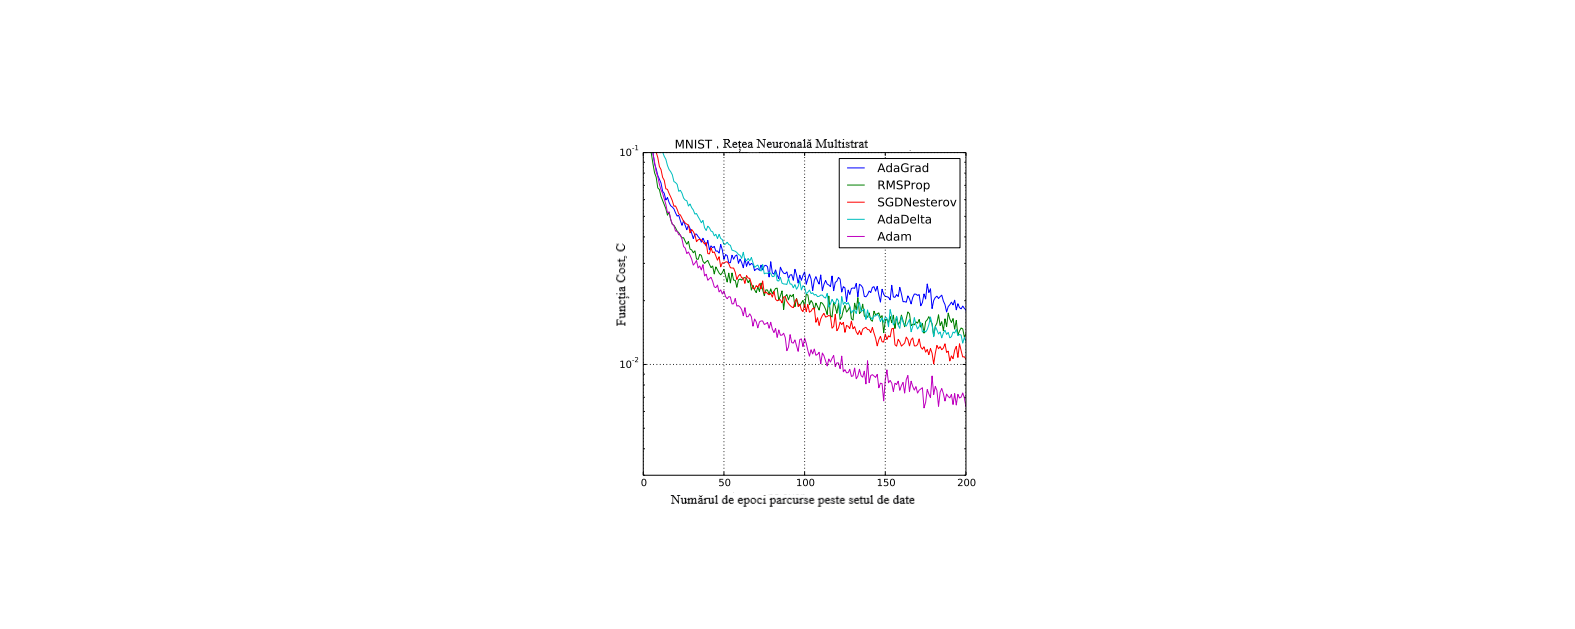 MNIST , Rețea Neuronală Multistrat
10-1
AdaGrad
RMSProp
SGDNesterov
AdaDelta
Adam
Funcția Cost, C
10-2
0 50 100 150 200
Numărul de epoci parcurse peste setul de date